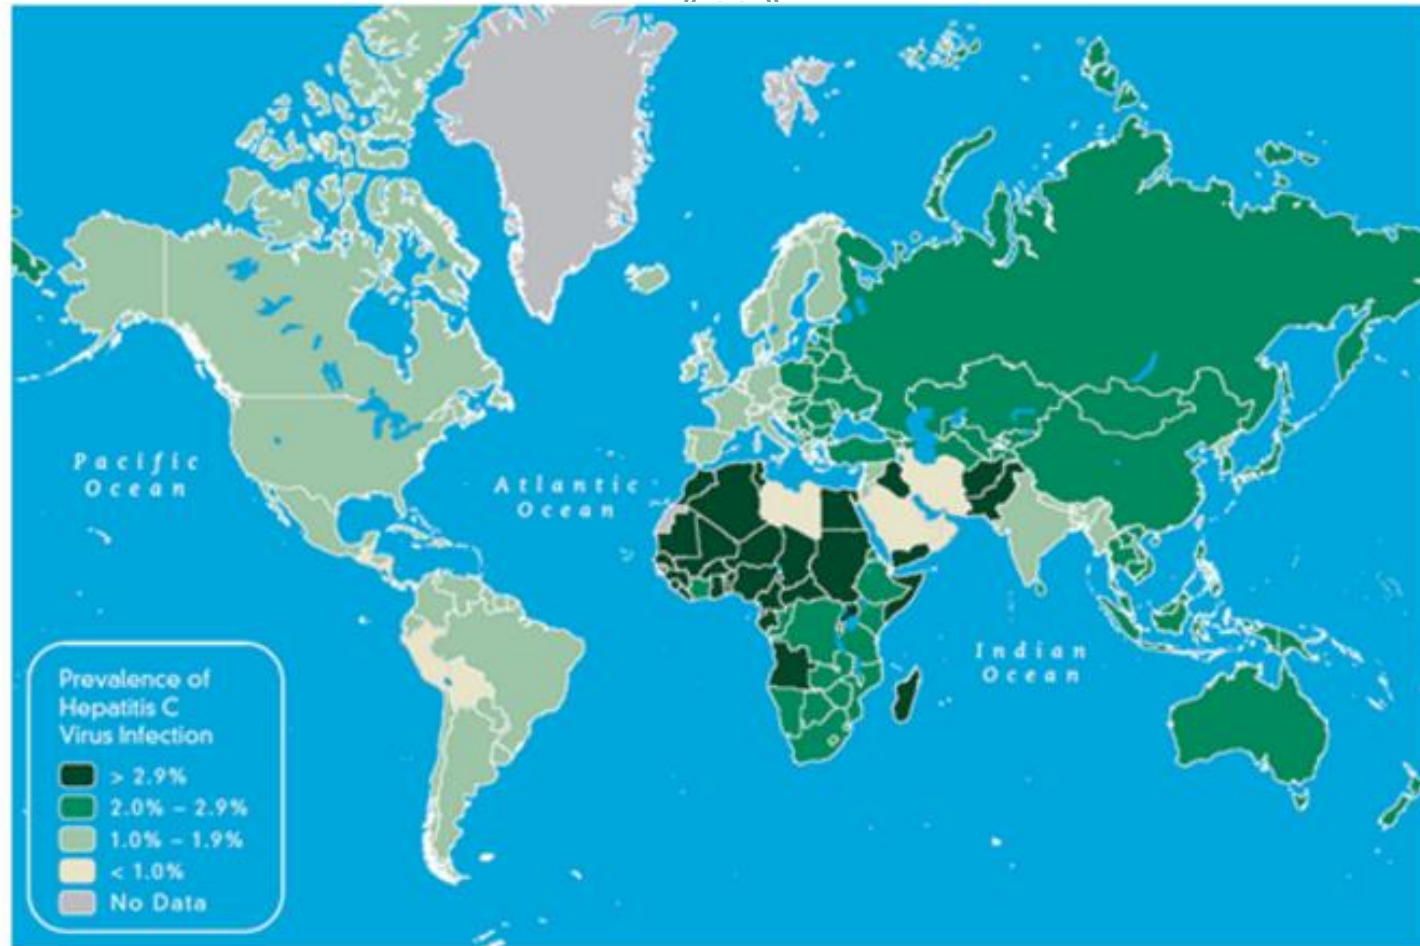 Pacific
Ocean
Atlantic
Ocean
Indian
Ocean
Prevalence of
Hepatitis C
Virus Infection
> 2.9%
2.0% – 2.9%
1.0% – 1.9%
< 1.0%
No Data